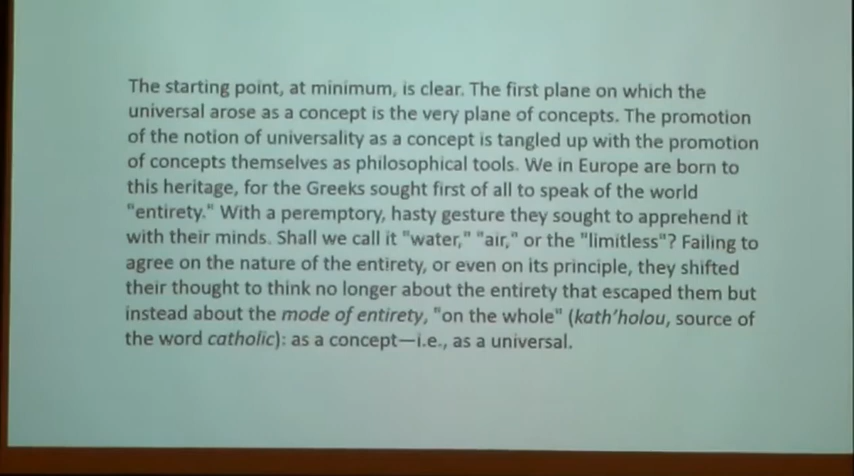 The starting point, at minimum, is clear. The first plane on which the
universal arose as a concept is the very plane of concepts. The promotion
of the notion of universality as a concept is tangled up with the promotion
of concepts themselves as philosophical tools. We in Europe are born to
this heritage, for the Greeks sought first of all to speak of the world
"entirety." With a peremptory, hasty gesture they sought to apprehend it
with their minds. Shall we call it "water," "air," or the "limitless"? Failing to
agree on the nature of the entirety, or even on its principle, they shifted
their thought to think no longer about the entirety that escaped them but
instead about the mode of entirety, "on the whole" (kath'holou, source of
the word catholic): as a concept—i.e., as a universal.